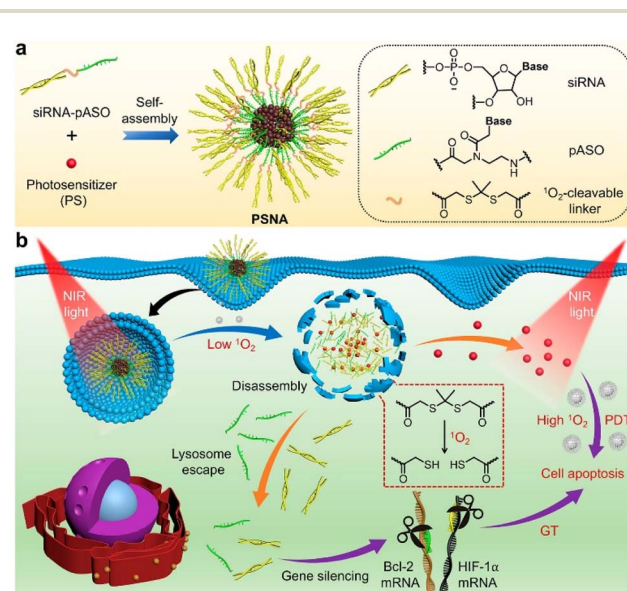 a
siRNA-pASO
+
Photosensitizer
(PS)
Self-
assembly
PSNA
Base
O
O
P
O
O⁻
O
O
OH
siRNA
Base
O
O
N
N
H
pASO
O
S
S
O
¹O₂-cleavable
linker
b
NIR
light
Low ¹O₂
Disassembly
NIR
light
High ¹O₂
PDT
Cell apoptosis
Lysosome
escape
O
S
S
O
¹O₂
O
SH
HS
O
Gene silencing
Bcl-2
mRNA
HIF-1α
mRNA
GT